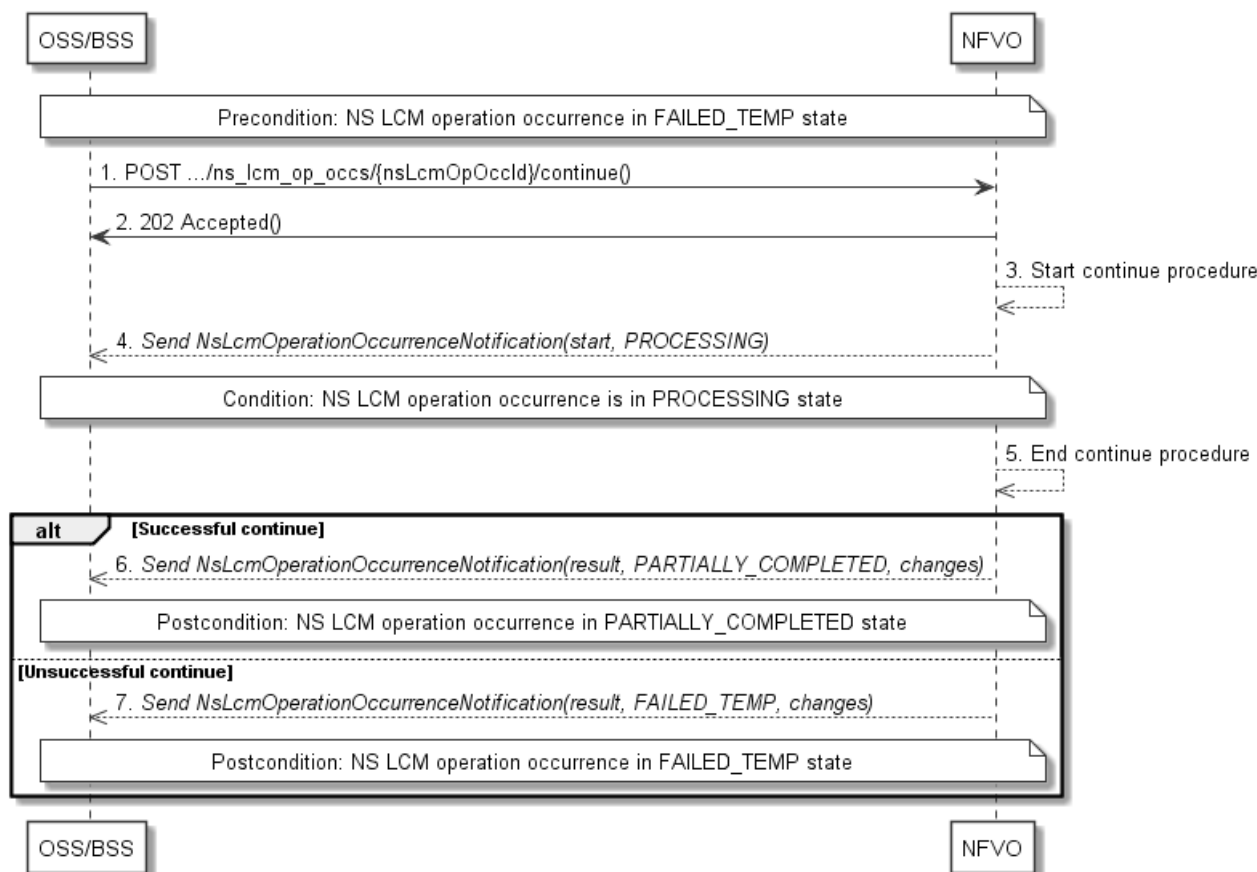 OSS/BSS
NFVO
Precondition: NS LCM operation occurrence in FAILED_TEMP state
1. POST .../ns_lcm_op_occs/{nsLcmOpOccId}/continue()
2. 202 Accepted()
3. Start continue procedure
4. Send NsLcmOperationOccurrenceNotification(start, PROCESSING)
Condition: NS LCM operation occurrence is in PROCESSING state
5. End continue procedure
alt
[Successful continue]
6. Send NsLcmOperationOccurrenceNotification(result, PARTIALLY_COMPLETED, changes)
Postcondition: NS LCM operation occurrence in PARTIALLY_COMPLETED state
[Unsuccessful continue]
7. Send NsLcmOperationOccurrenceNotification(result, FAILED_TEMP, changes)
Postcondition: NS LCM operation occurrence in FAILED_TEMP state
OSS/BSS
NFVO